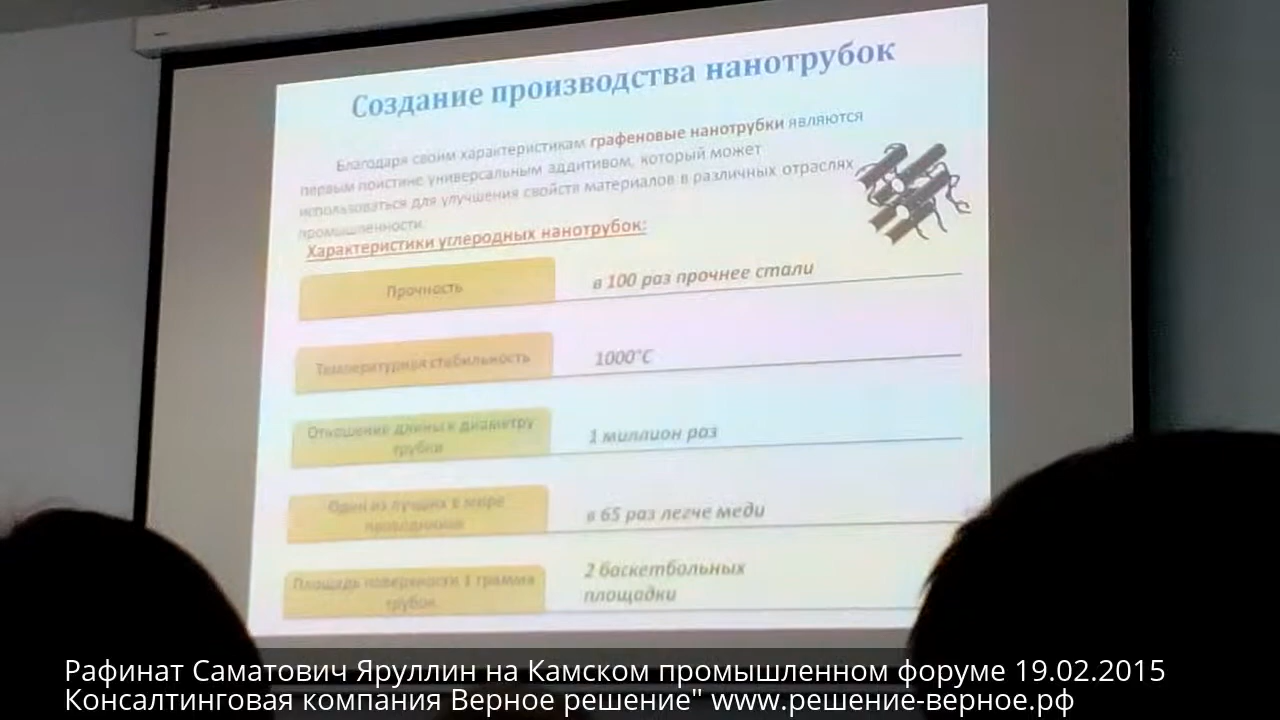 Создание производства нанотрубок
Благодаря своим характеристикам графеновые нанотрубки являются
первым поистине универсальным аддитивом, который может
использоваться для улучшения свойств материалов в различных отраслях
промышленности.
Характеристики углеродных нанотрубок:
Прочность
в 100 раз прочнее стали
Температурная стабильность
1000°С
Отношение длины к диаметру
трубки
1 миллион раз
Один из лучших в мире
проводников
в 65 раз легче меди
Площадь поверхности 1 грамма
трубок
2 баскетбольных
площадки
Рафинат Саматович Яруллин на Камском промышленном форуме 19.02.2015
Консалтинговая компания Верное решение" www.решение-верное.рф